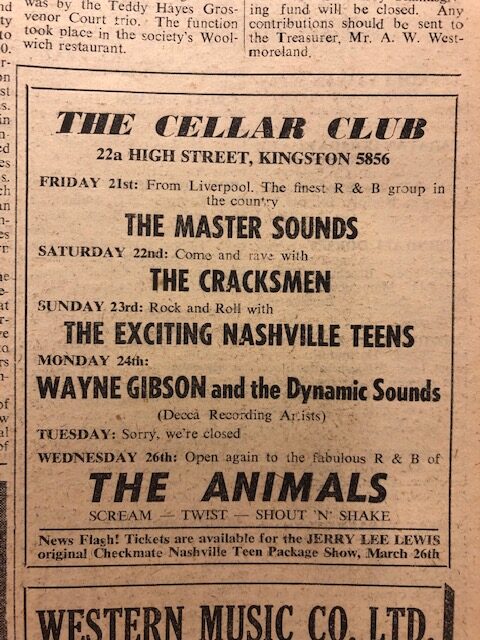 was by the Teddy Hayes Gros-
venor Court trio. The function
took place in the society's Wool-
wich restaurant.
ing fund will be closed. Any
contributions should be sent to
the Treasurer, Mr. A. W. West-
moreland.
THE CELLAR CLUB
22a HIGH STREET, KINGSTON 5856
FRIDAY 21st: From Liverpool. The finest R & B group in
the country
THE MASTER SOUNDS
SATURDAY 22nd: Come and rave with
THE CRACKSMEN
SUNDAY 23rd: Rock and Roll with
THE EXCITING NASHVILLE TEENS
MONDAY 24th:
WAYNE GIBSON and the Dynamic Sounds
(Decca Recording Artists)
TUESDAY: Sorry, we're closed
WEDNESDAY 26th: Open again to the fabulous R & B of
THE ANIMALS
SCREAM — TWIST — SHOUT 'N' SHAKE
News Flagh! Tickets are available for the JERRY LEE LEWIS
original Checkmate Nashville Teen Package Show, March 26th
WESTERN MUSIC CO. LTD